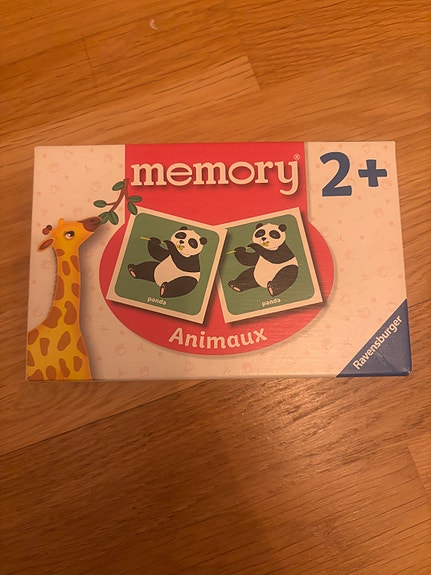 memory®
2+
panda
panda
Animaux
Ravensburger